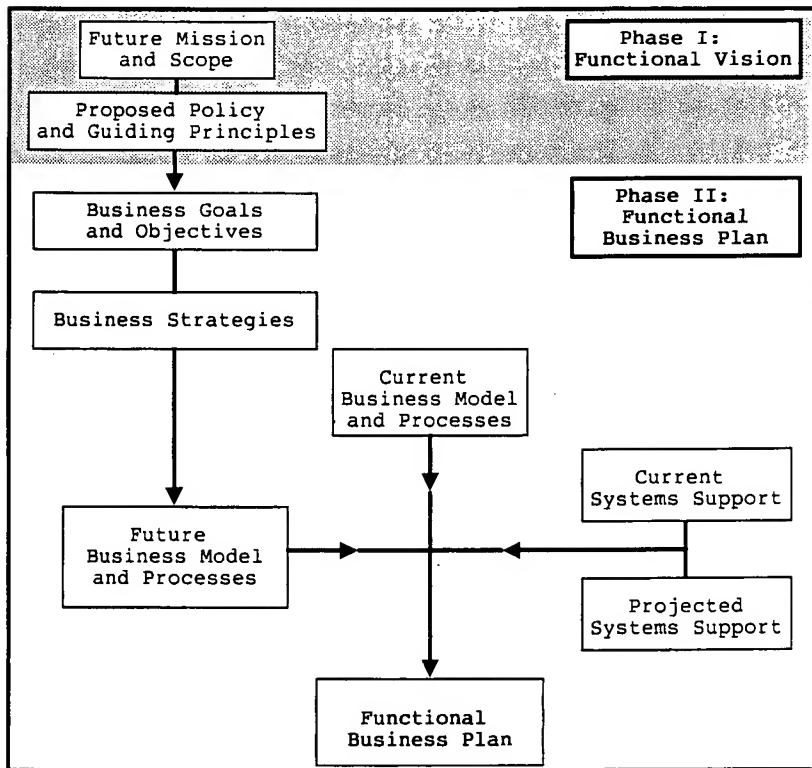 Future Mission
and Scope
Phase I:
Functional Vision
Proposed Policy
and Guiding Principles
Business Goals
and Objectives
Phase II:
Functional
Business Plan
Business Strategies
Current
Business Model
and Processes
Current
Systems Support
Future
Business Model
and Processes
Projected
Systems Support
Functional
Business Plan